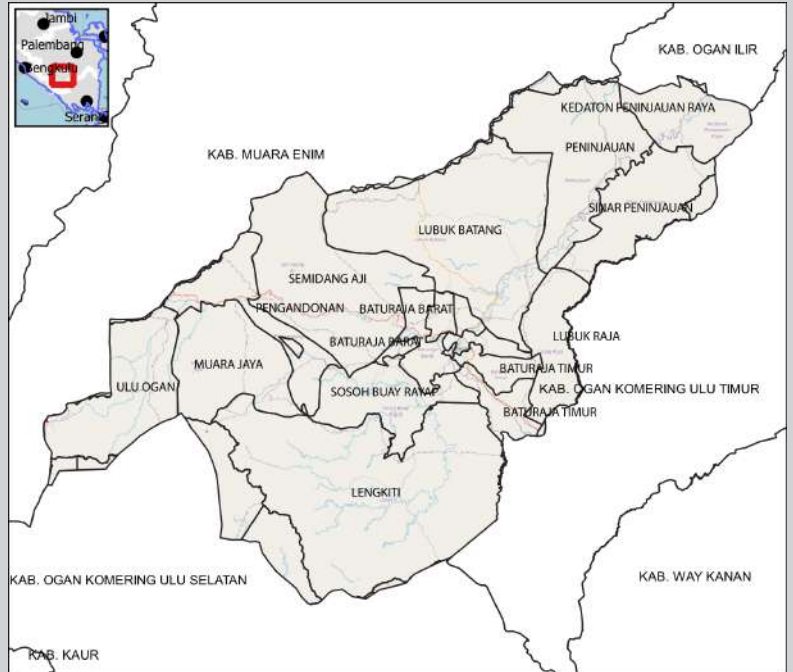 Jambi
Palembang
Bengkulu
Serang
KAB. OGAN ILIR
KEDATON PENINJAUAN RAYA
KAB. MUARA ENIM
PENINJAUAN
SINAR PENINJAUAN
LUBUK BATANG
SEMIDANG AJI
PENGANDONAN
BATURAJA BARAT
BATURAJA BARAT
LUBUK RAJA
MUARA JAYA
BATURAJA TIMUR
ULU OGAN
SOSOH BUAY RAYAP
KAB. OGAN KOMERING ULU TIMUR
BATURAJA TIMUR
LENGKITI
KAB. OGAN KOMERING ULU SELATAN
KAB. WAY KANAN
KAB. KAUR